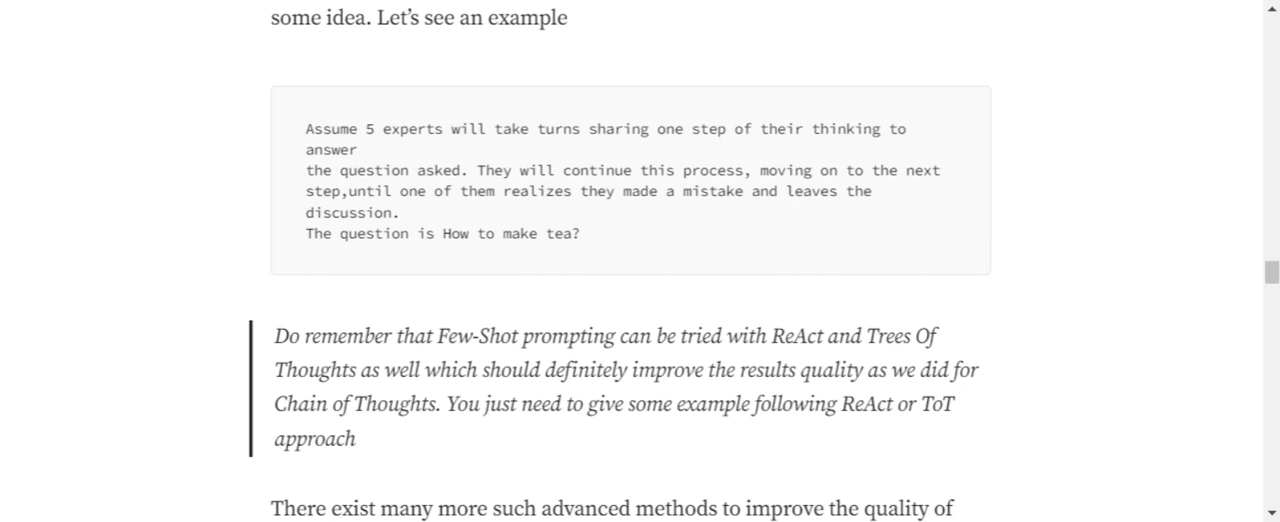 some idea. Let’s see an example
Assume 5 experts will take turns sharing one step of their thinking to
answer
the question asked. They will continue this process, moving on to the next
step,until one of them realizes they made a mistake and leaves the
discussion.
The question is How to make tea?
Do remember that Few-Shot prompting can be tried with ReAct and Trees Of
Thoughts as well which should definitely improve the results quality as we did for
Chain of Thoughts. You just need to give some example following ReAct or ToT
approach
There exist many more such advanced methods to improve the quality of